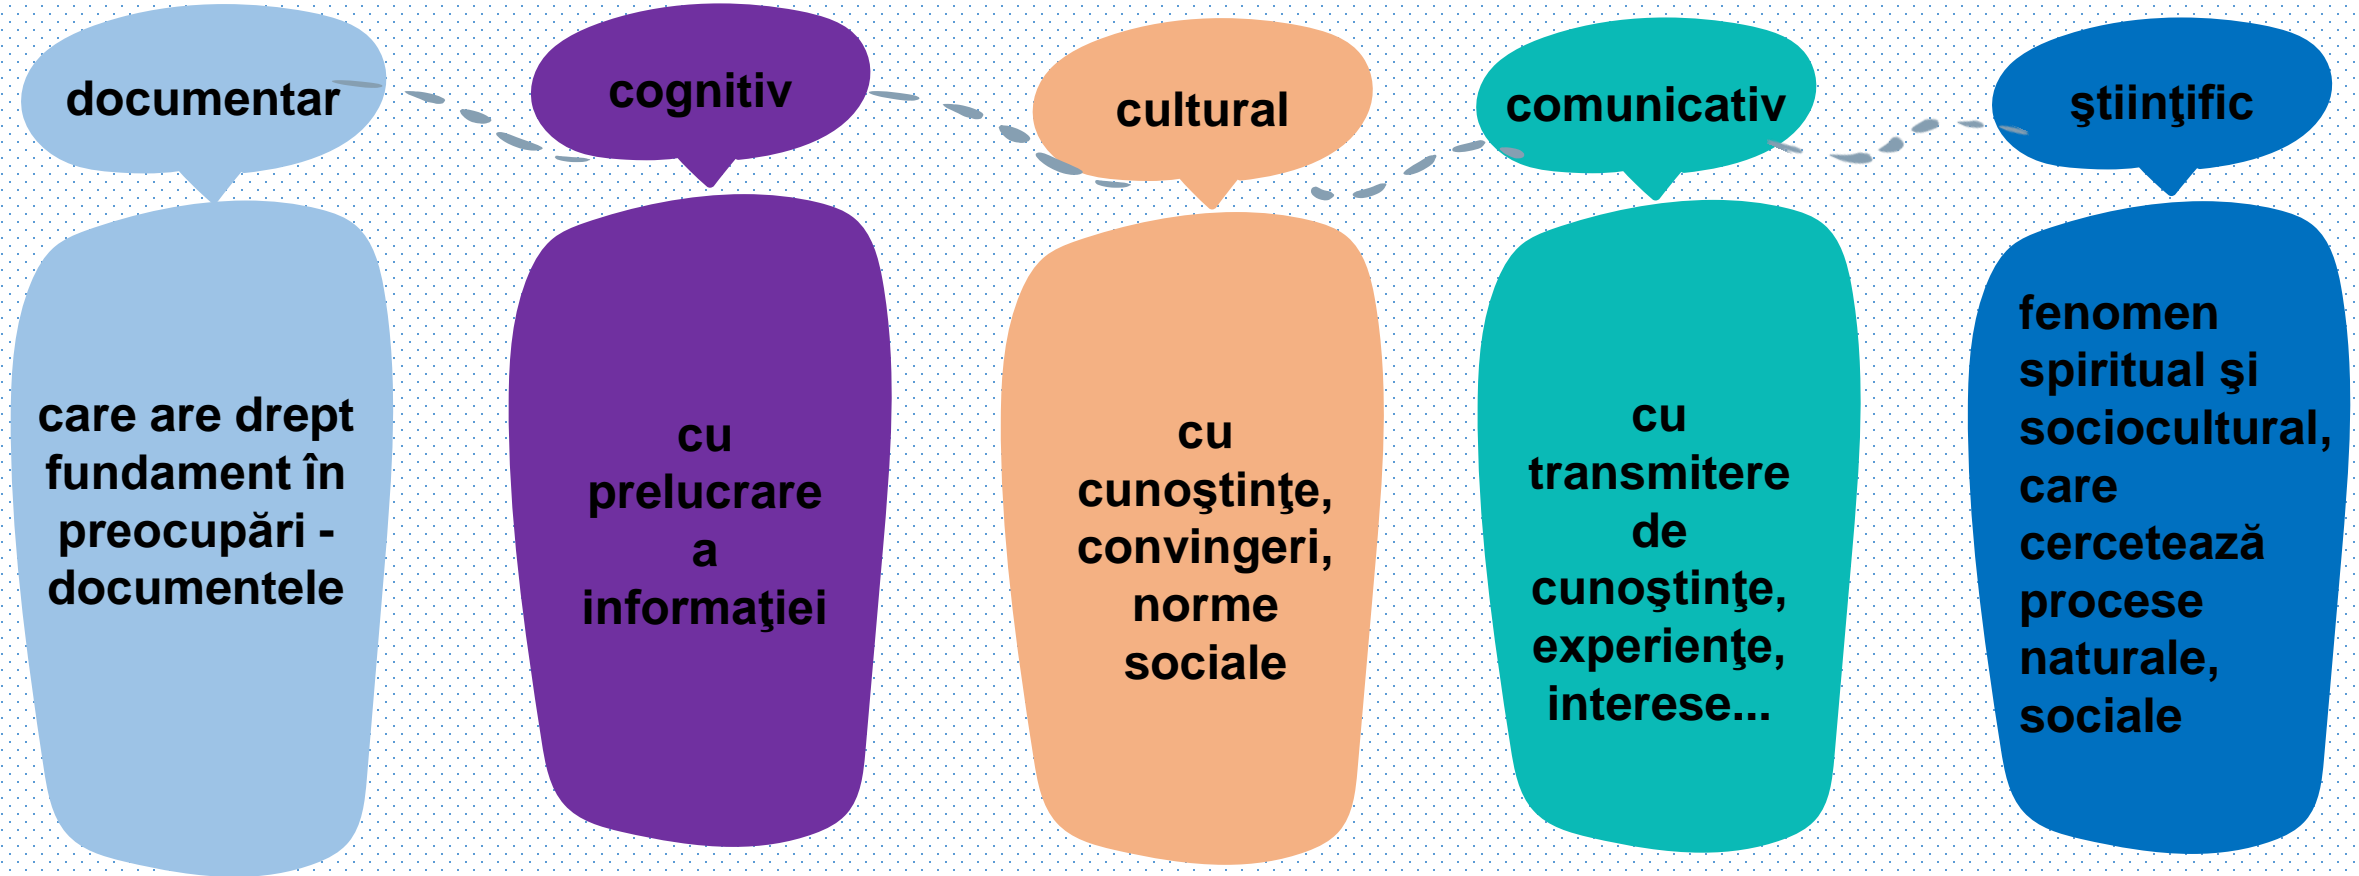 documentar
care are drept
fundament în
preocupări -
documentele
cognitiv
cu
prelucrare
a
informaţiei
cultural
cu
cunoştinţe,
convingeri,
norme
sociale
comunicativ
cu
transmitere
de
cunoştinţe,
experienţe,
interese...
ştiinţific
fenomen
spiritual şi
sociocultural,
care
cercetează
procese
naturale,
sociale